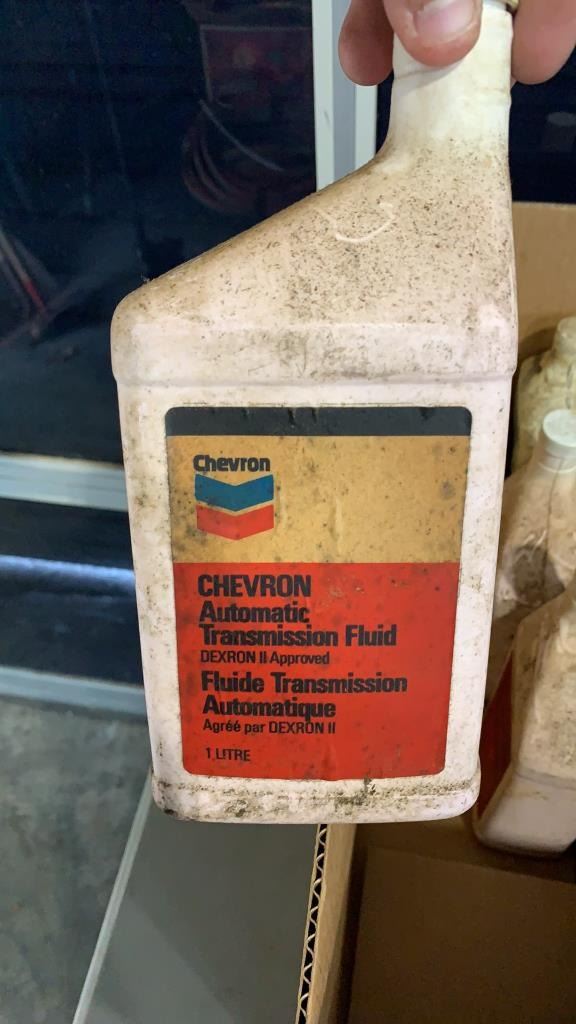 Chevron
CHEVRON
Automatic
Transmission Fluid
DEXRON II Approved
Fluide Transmission
Automatique
Agréé par DEXRON II
1 LITRE